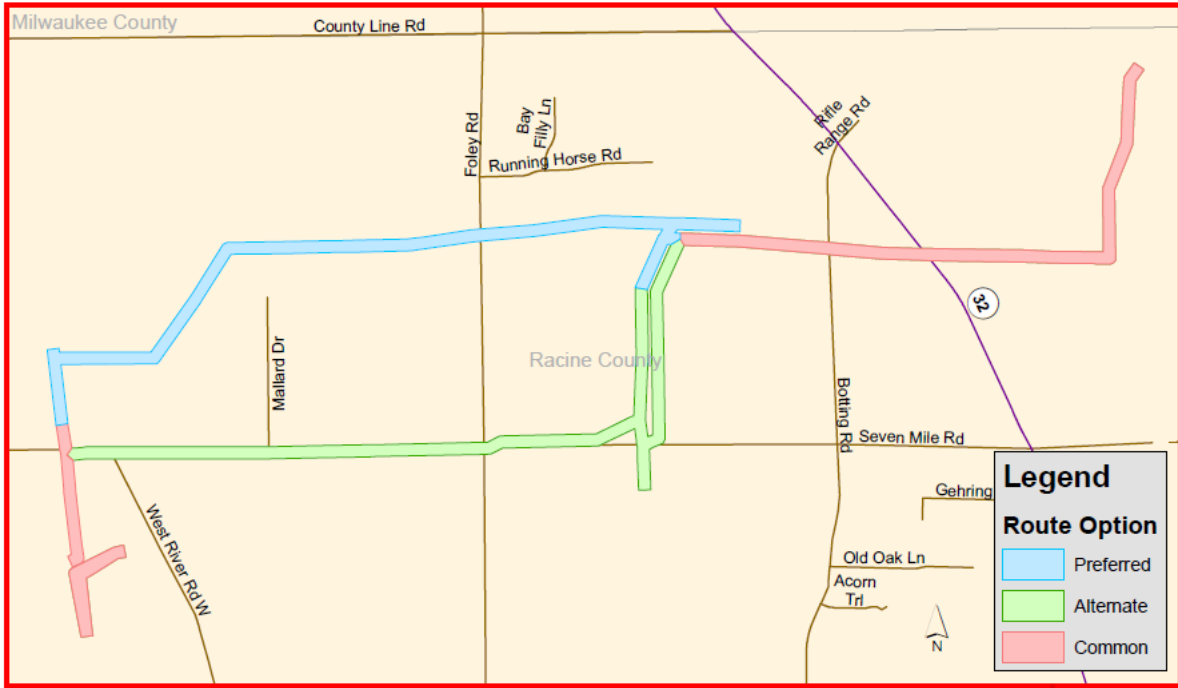 Milwaukee County
County Line Rd
Foley Rd
Bay
Filly Ln
Running Horse Rd
Rifle
Range Rd
32
Mallard Dr
Racine County
Botting Rd
Seven Mile Rd
West River Rd W
Gehring
Old Oak Ln
Acorn
Trl
N
Legend
Route Option
Preferred
Alternate
Common